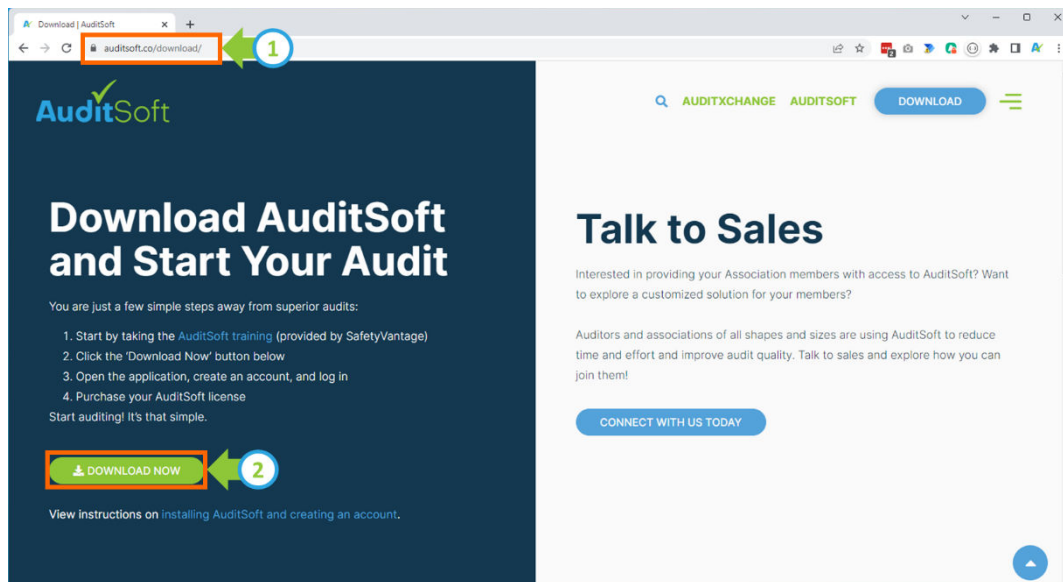 Download | AuditSoft
auditsoft.co/download/
1
AuditSoft
AUDITXCHANGE AUDITSOFT DOWNLOAD
Download AuditSoft
and Start Your Audit
You are just a few simple steps away from superior audits:
1. Start by taking the AuditSoft training (provided by SafetyVantage)
2. Click the ‘Download Now’ button below
3. Open the application, create an account, and log in
4. Purchase your AuditSoft license
Start auditing! It's that simple.
DOWNLOAD NOW
2
View instructions on installing AuditSoft and creating an account.
Talk to Sales
Interested in providing your Association members with access to AuditSoft? Want
to explore a customized solution for your members?
Auditors and associations of all shapes and sizes are using AuditSoft to reduce
time and effort and improve audit quality. Talk to sales and explore how you can
join them!
CONNECT WITH US TODAY